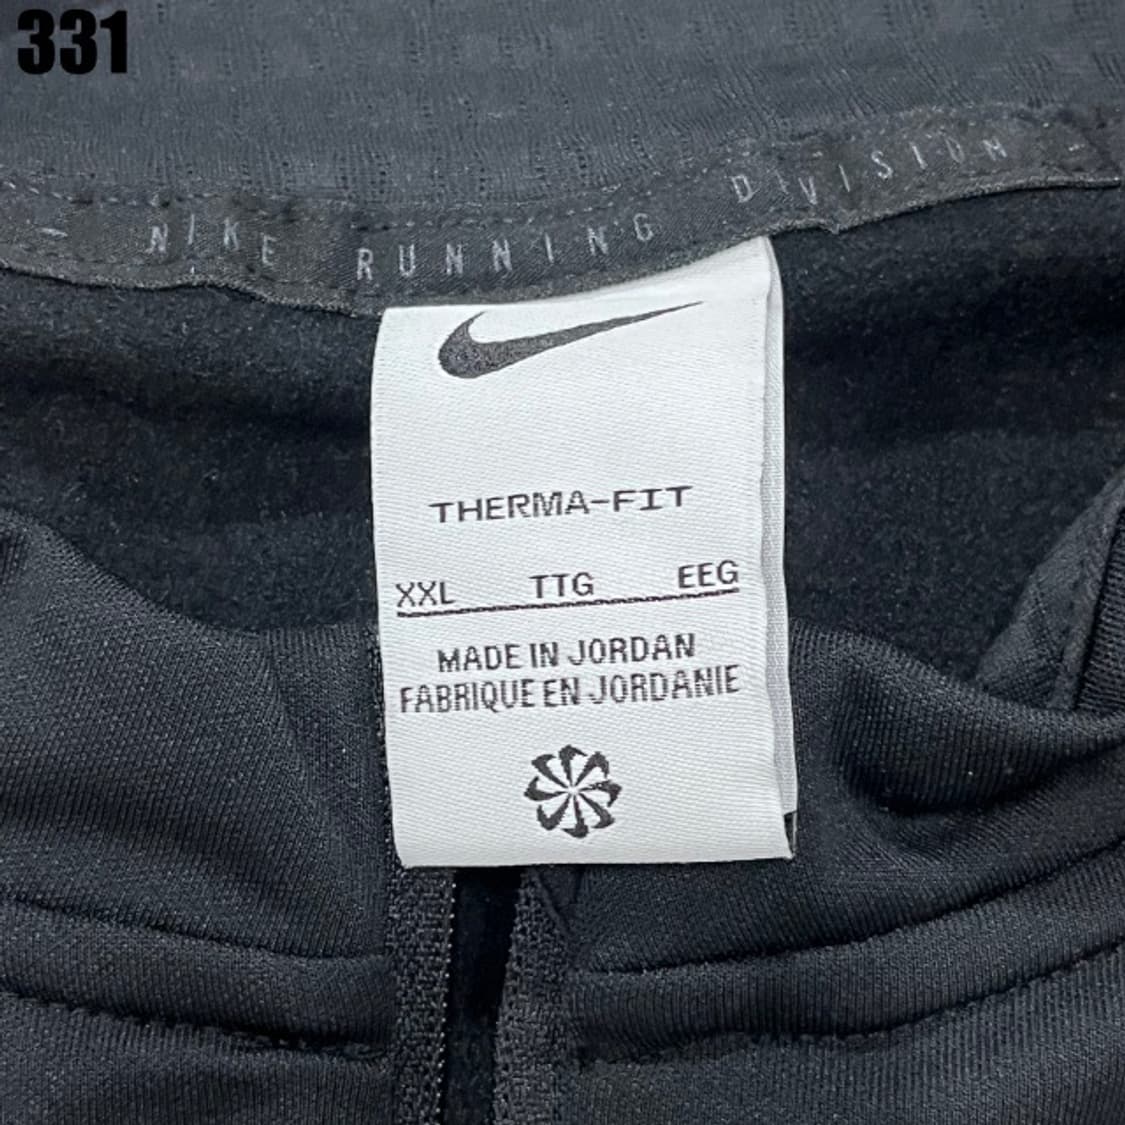 331
NIKE RUNNING DIVISION
THERMA-FIT
XXL TTG EEG
MADE IN JORDAN
FABRIQUE EN JORDANIE